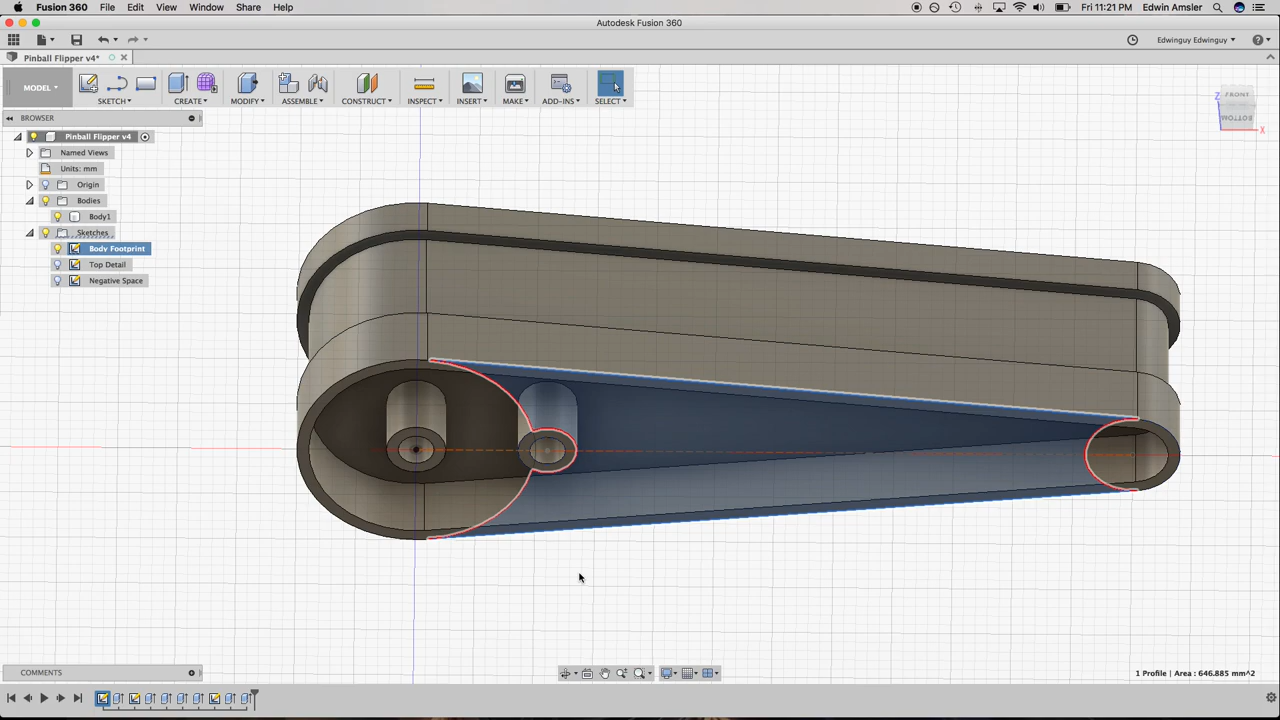 Fusion 360 File Edit View Window Share Help Fri 11:21 PM Edwin Amsler
Autodesk Fusion 360
Edwinguy Edwinguy
Pinball Flipper v4*
MODEL SKETCH CREATE MODIFY ASSEMBLE CONSTRUCT INSPECT INSERT MAKE ADD-INS SELECT
BROWSER
Pinball Flipper v4
Named Views
Units: mm
Origin
Bodies
Body1
Sketches
Body Footprint
Top Detail
Negative Space
FRONT
Z
BOTTOM
X
COMMENTS
1 Profile | Area : 646.885 mm^2